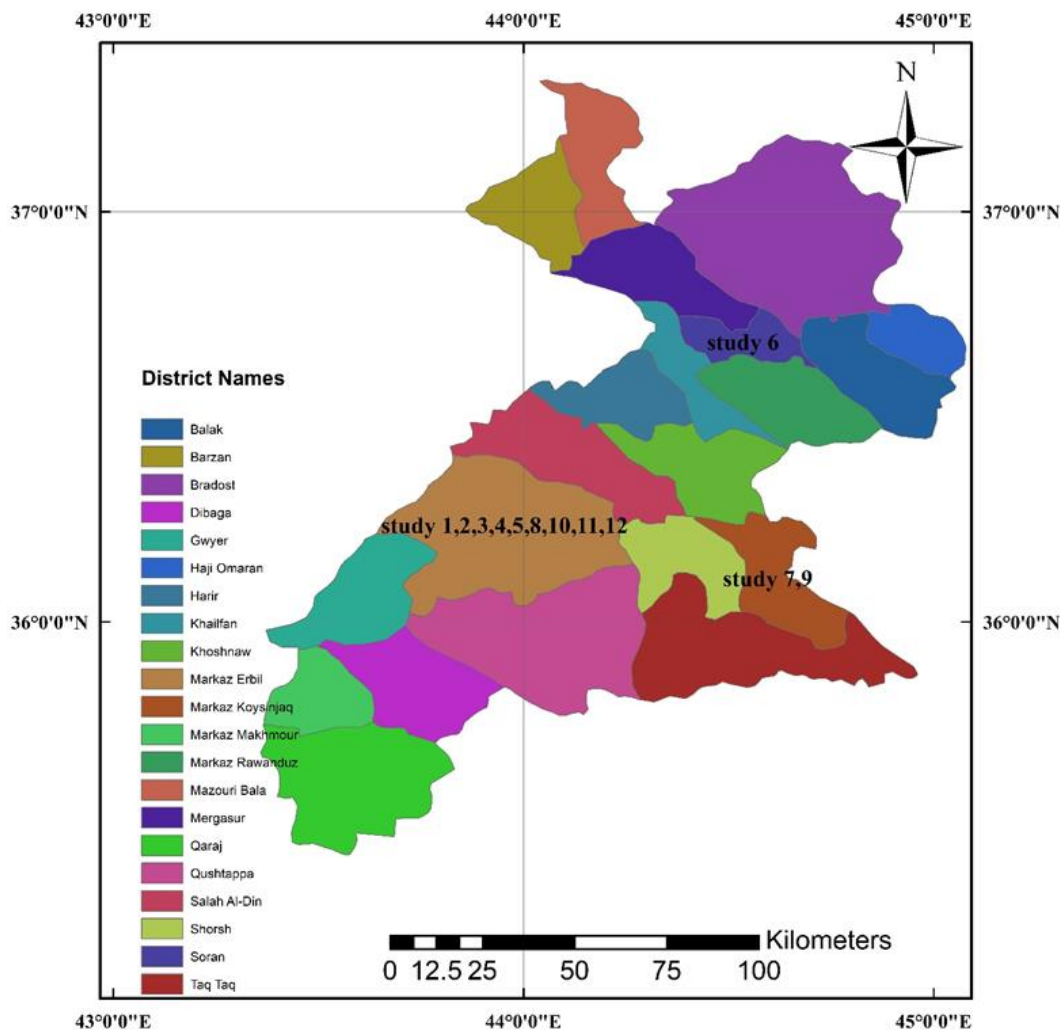 43°0'0"E 44°0'0"E 45°0'0"E
N
37°0'0"N 37°0'0"N
study 6
District Names
Balak
Barzan
Bradost
Dibaga
Gwyer
Haji Omaran
Harir
Khailfan
Khoshnaw
Markaz Erbil
Markaz Koysinjaq
Markaz Makhmour
Markaz Rawanduz
Mazouri Bala
Mergasur
Qaraj
Qushtappa
Salah Al-Din
Shorsh
Soran
Taq Taq
study 1,2,3,4,5,8,10,11,12
study 7,9
36°0'0"N 36°0'0"N
Kilometers
0 12.5 25 50 75 100
43°0'0"E 44°0'0"E 45°0'0"E